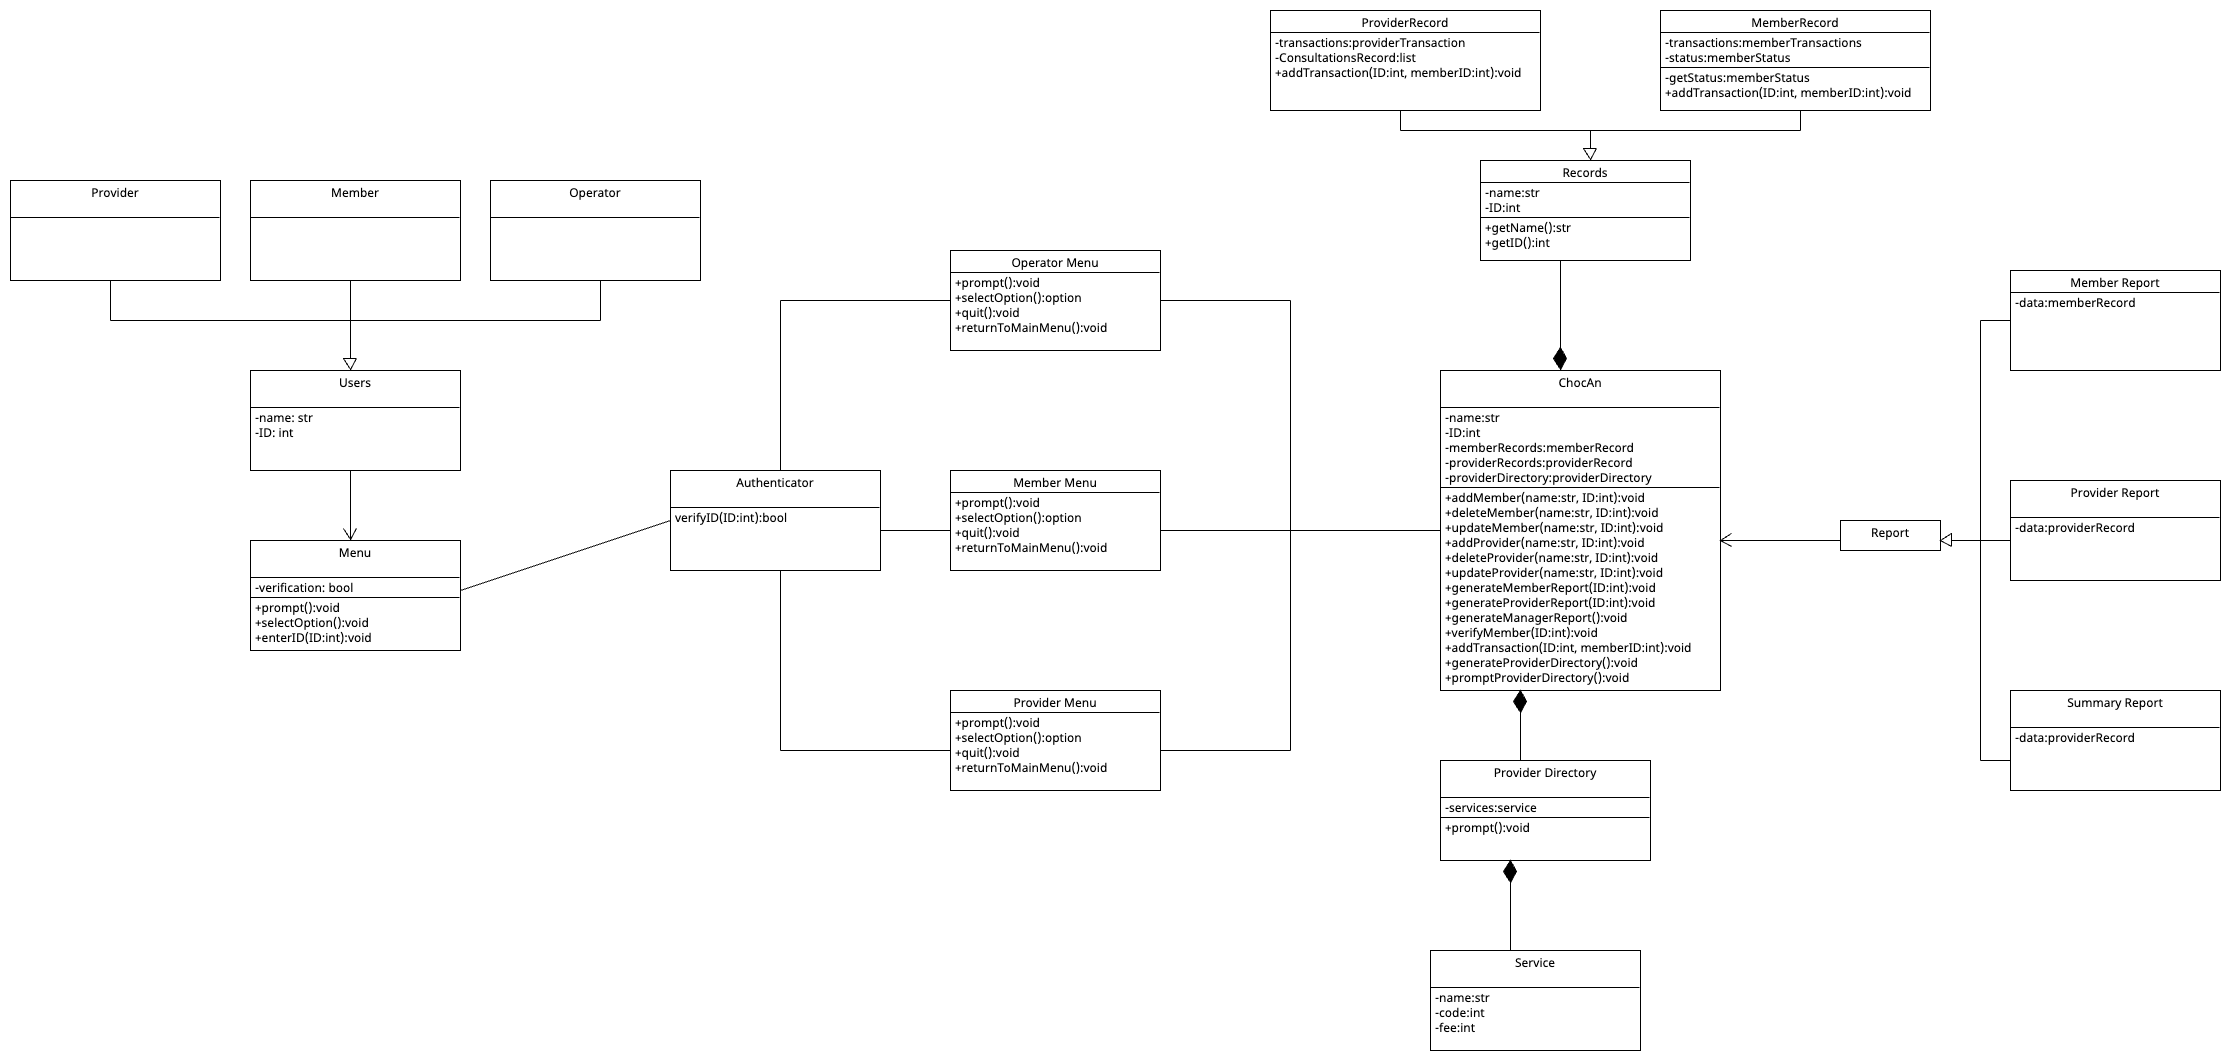 ProviderRecord
-transactions:providerTransaction
-ConsultationsRecord:list
+addTransaction(ID:int, memberID:int):void
MemberRecord
-transactions:memberTransactions
-status:memberStatus
-getStatus:memberStatus
+addTransaction(ID:int, memberID:int):void
Records
-name:str
-ID:int
+getName():str
+getID():int
Provider
Member
Operator
Users
-name: str
-ID: int
Menu
-verification: bool
+prompt():void
+selectOption():void
+enterID(ID:int):void
Authenticator
verifyID(ID:int):bool
Operator Menu
+prompt():void
+selectOption():option
+quit():void
+returnToMainMenu():void
Member Menu
+prompt():void
+selectOption():option
+quit():void
+returnToMainMenu():void
Provider Menu
+prompt():void
+selectOption():option
+quit():void
+returnToMainMenu():void
ChocAn
-name:str
-ID:int
-memberRecords:memberRecord
-providerRecords:providerRecord
-providerDirectory:providerDirectory
+addMember(name:str, ID:int):void
+deleteMember(name:str, ID:int):void
+updateMember(name:str, ID:int):void
+addProvider(name:str, ID:int):void
+deleteProvider(name:str, ID:int):void
+updateProvider(name:str, ID:int):void
+generateMemberReport(ID:int):void
+generateProviderReport(ID:int):void
+generateManagerReport():void
+verifyMember(ID:int):void
+addTransaction(ID:int, memberID:int):void
+generateProviderDirectory():void
+promptProviderDirectory():void
Provider Directory
-services:service
+prompt():void
Service
-name:str
-code:int
-fee:int
Report
Member Report
-data:memberRecord
Provider Report
-data:providerRecord
Summary Report
-data:providerRecord